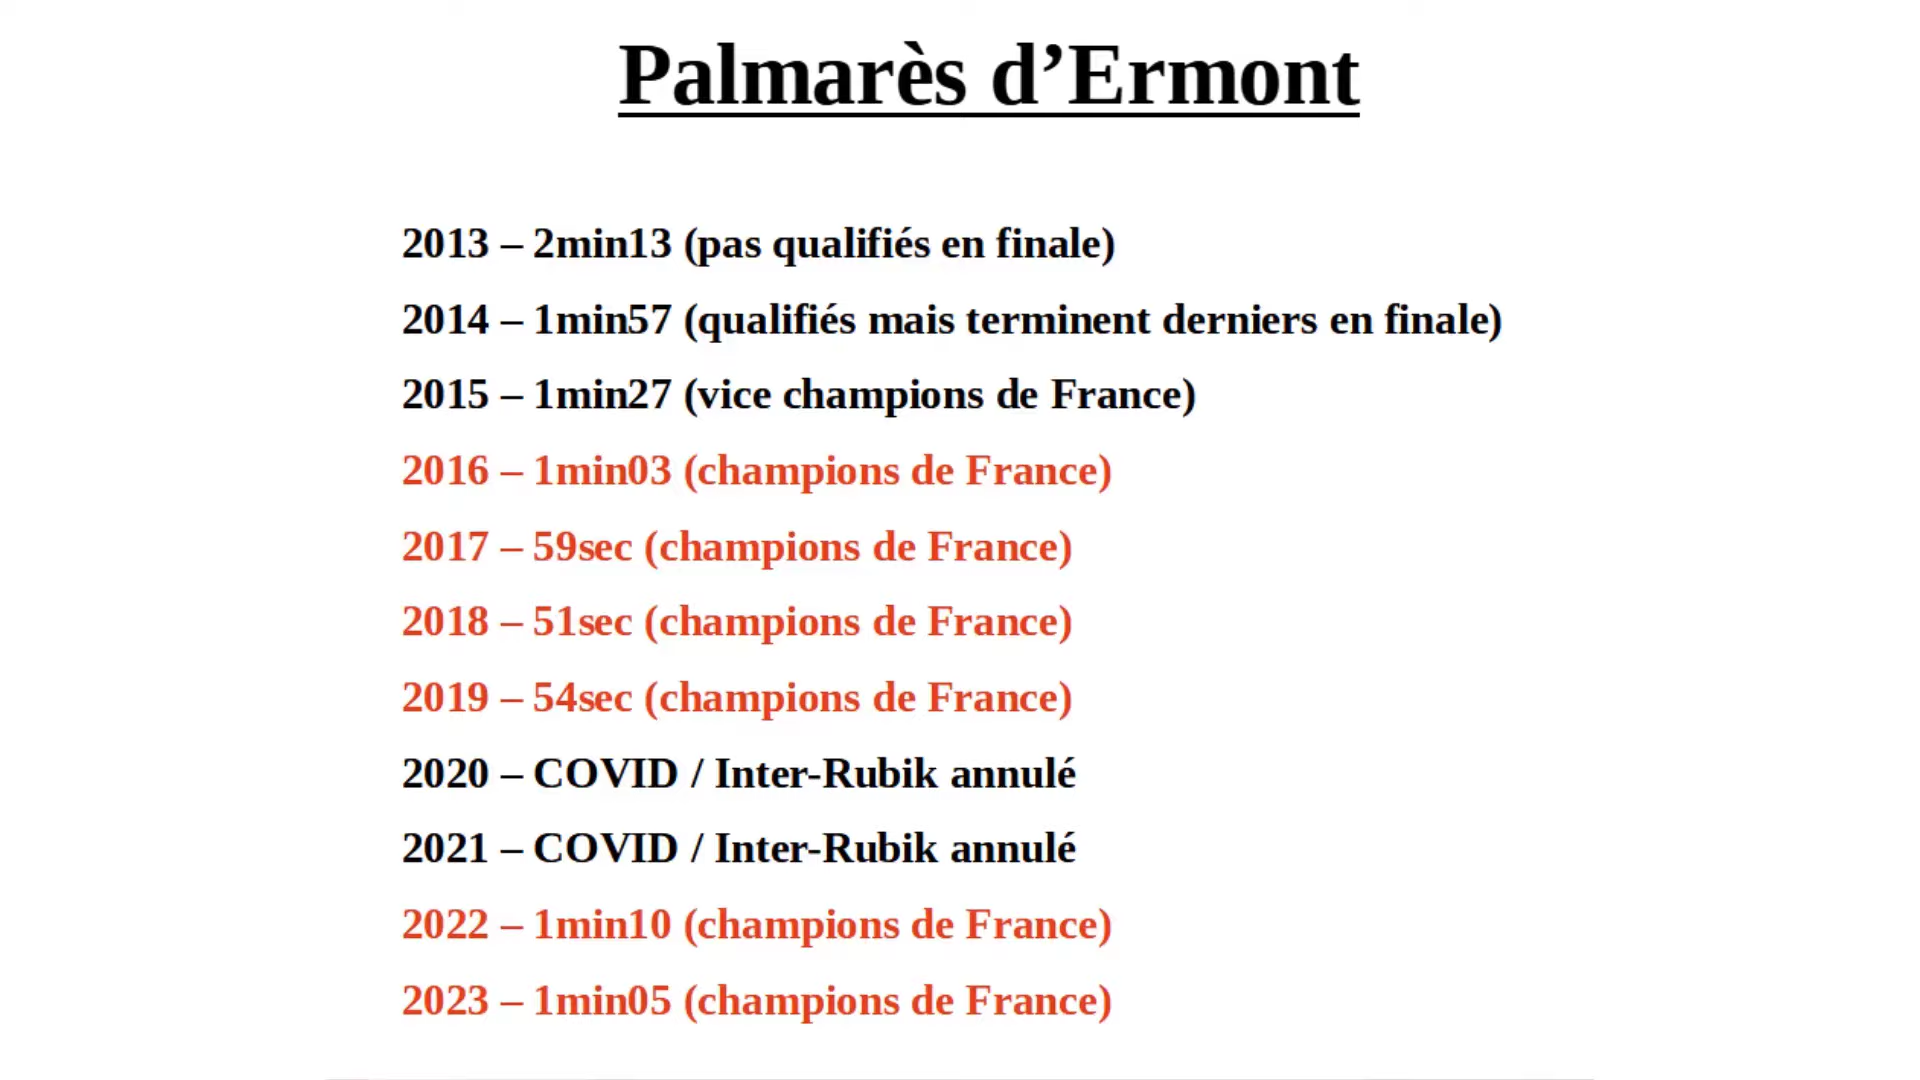 Palmarès d’Ermont
2013 – 2min13 (pas qualifiés en finale)
2014 – 1min57 (qualifiés mais terminent derniers en finale)
2015 – 1min27 (vice champions de France)
2016 – 1min03 (champions de France)
2017 – 59sec (champions de France)
2018 – 51sec (champions de France)
2019 – 54sec (champions de France)
2020 – COVID / Inter-Rubik annulé
2021 – COVID / Inter-Rubik annulé
2022 – 1min10 (champions de France)
2023 – 1min05 (champions de France)